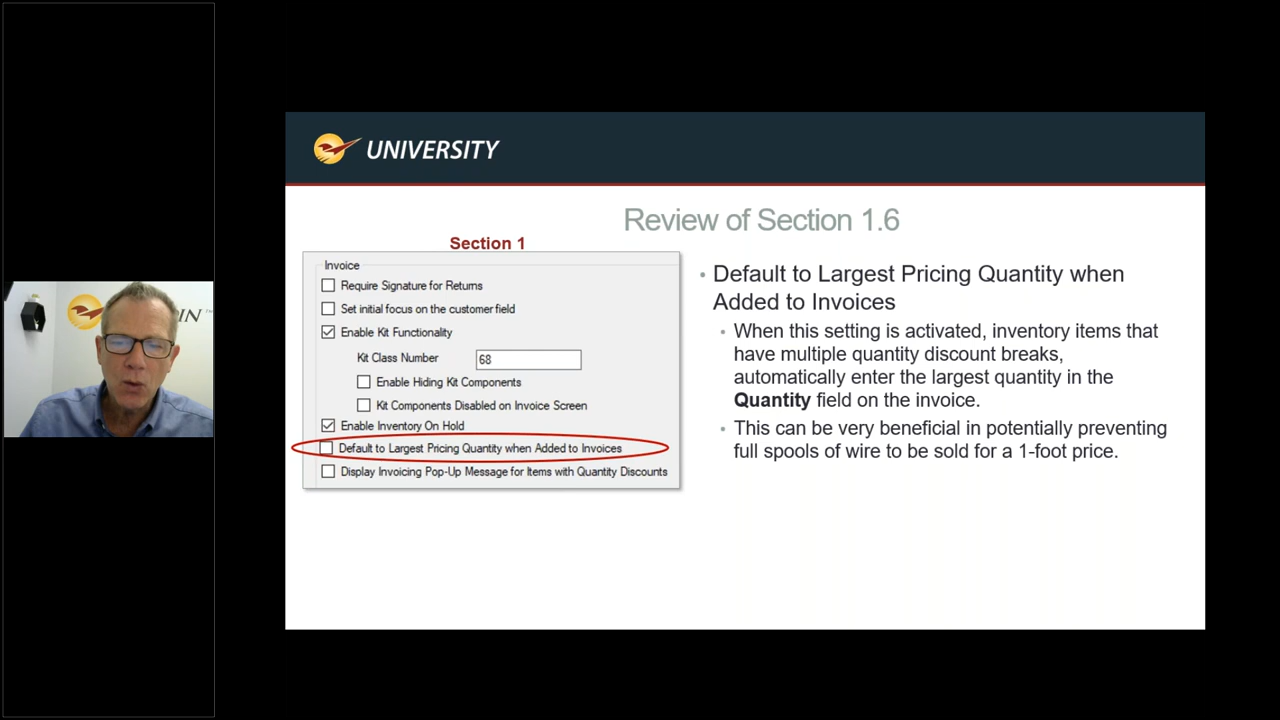 UNIVERSITY
Review of Section 1.6
Section 1
Invoice
Require Signature for Returns
Set initial focus on the customer field
Enable Kit Functionality
Kit Class Number 68
Enable Hiding Kit Components
Kit Components Disabled on Invoice Screen
Enable Inventory On Hold
Default to Largest Pricing Quantity when Added to Invoices
Display Invoicing Pop-Up Message for Items with Quantity Discounts
• Default to Largest Pricing Quantity when
Added to Invoices
• When this setting is activated, inventory items that
have multiple quantity discount breaks,
automatically enter the largest quantity in the
Quantity field on the invoice.
• This can be very beneficial in potentially preventing
full spools of wire to be sold for a 1-foot price.